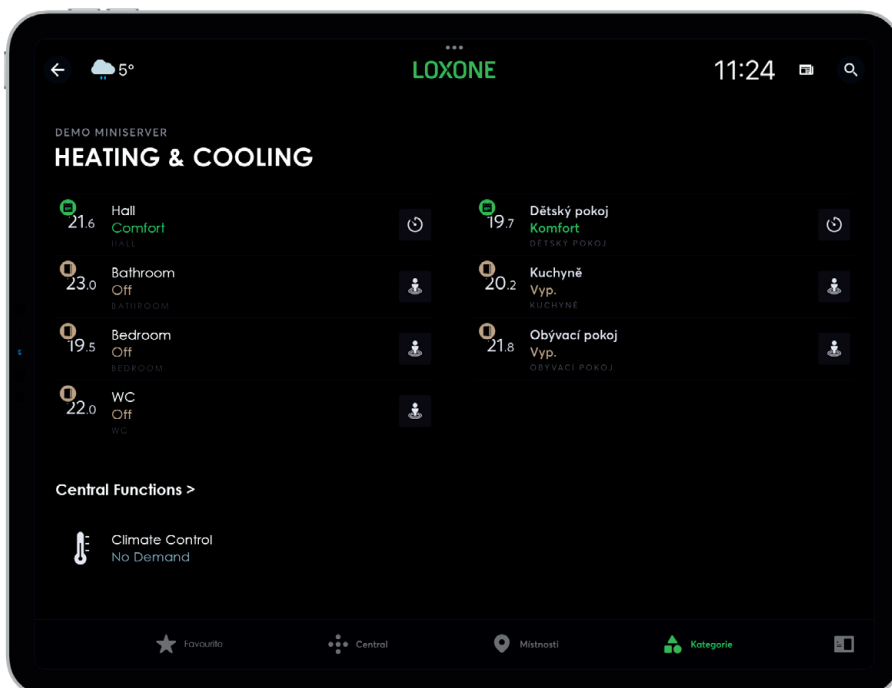 5°
LOXONE
11:24
DEMO MINISERVER
HEATING & COOLING
21.6
Hall
Comfort
HALL
19.7
Dětský pokoj
Komfort
DĚTSKÝ POKOJ
23.0
Bathroom
Off
BATHROOM
20.2
Kuchyně
Vyp.
KUCHYNĚ
19.5
Bedroom
Off
BEDROOM
21.8
Obývací pokoj
Vyp.
OBÝVACÍ POKOJ
22.0
WC
Off
WC
Central Functions >
Climate Control
No Demand
Favourite
Central
Místnosti
Kategorie